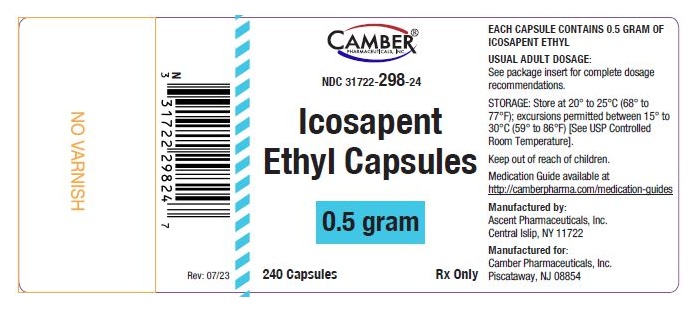 NO VARNISH
N
3
31722 29824
7
Rev: 07/23
CAMBER®
PHARMACEUTICALS, INC.
NDC 31722-298-24
Icosapent
Ethyl Capsules
0.5 gram
240 Capsules Rx Only
EACH CAPSULE CONTAINS 0.5 GRAM OF
ICOSAPENT ETHYL
USUAL ADULT DOSAGE:
See package insert for complete dosage
recommendations.
STORAGE: Store at 20° to 25°C (68° to
77°F); excursions permitted between 15° to
30°C (59° to 86°F) [See USP Controlled
Room Temperature].
Keep out of reach of children.
Medication Guide available at
http://camberpharma.com/medication-guides
Manufactured by:
Ascent Pharmaceuticals, Inc.
Central Islip, NY 11722
Manufactured for:
Camber Pharmaceuticals, Inc.
Piscataway, NJ 08854